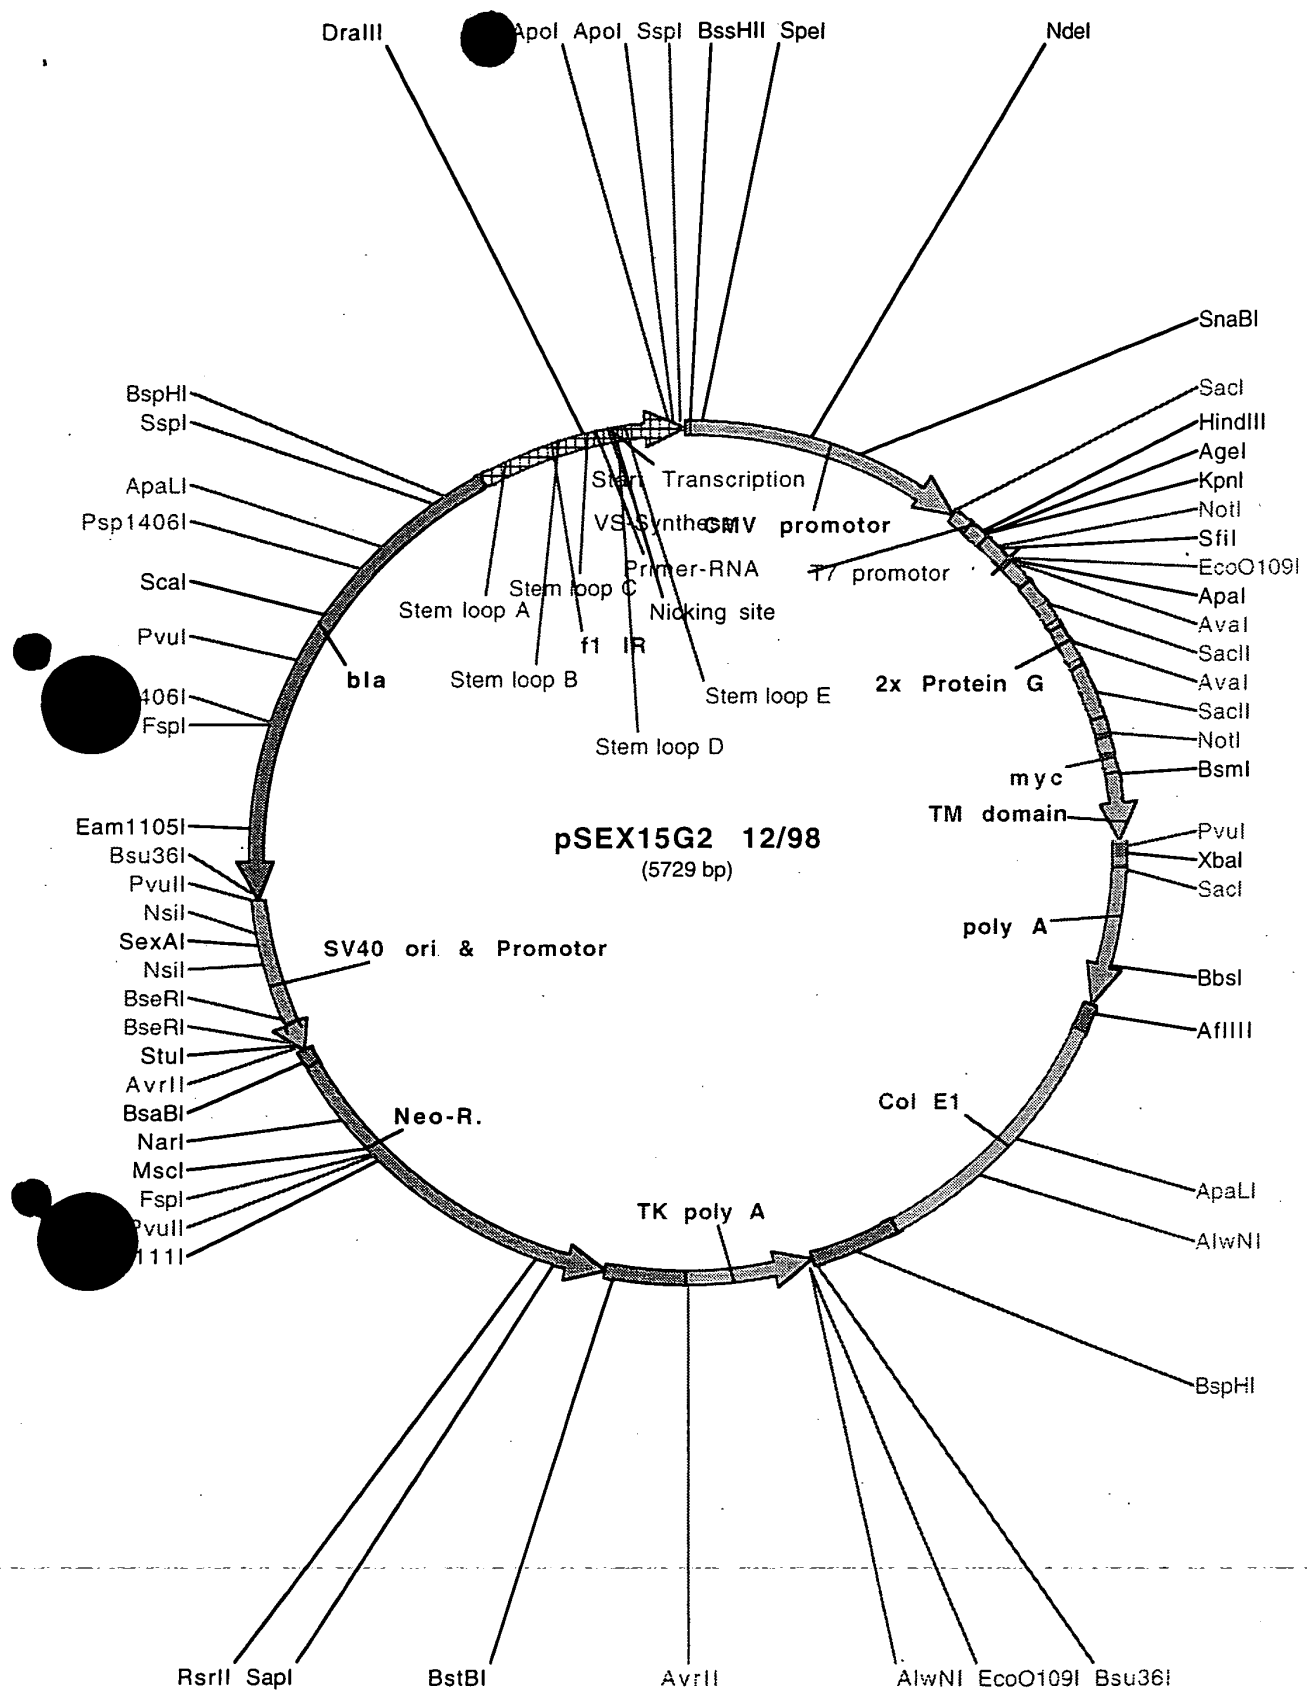 DraIII
ApoI ApoI SspI BssHII SpeI
NdeI
SnaBI
SacI
HindIII
AgeI
KpnI
NotI
SfiI
EcoO109I
ApaI
AvaI
SacII
AvaI
SacII
NotI
BsmI
PvuI
XbaI
SacI
BbsI
AflIII
ApaLI
AlwNI
BspHI
BspHI
SspI
ApaLI
Psp1406I
ScaI
PvuI
406I
FspI
Eam1105I
Bsu36I
PvuII
NsiI
SexAI
NsiI
BseRI
BseRI
StuI
AvrII
BsaBI
NarI
MscI
FspI
PvuII
111I
Start Transcription
VS-Synthese
CMV promotor
Primer-RNA
T7 promotor
Stem loop C
Stem loop A
Nicking site
f1 IR
bla
Stem loop B
2x Protein G
Stem loop E
Stem loop D
myc
TM domain
pSEX15G2 12/98
(5729 bp)
poly A
SV40 ori & Promotor
Col E1
Neo-R.
TK poly A
RsrII SapI
BstBI
AvrII
AlwNI EcoO109I Bsu36I